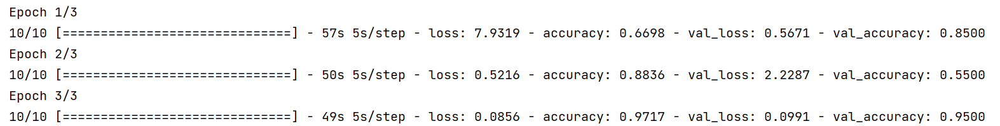 Epoch 1/3
10/10 [==============================] - 57s 5s/step - loss: 7.9319 - accuracy: 0.6698 - val_loss: 0.5671 - val_accuracy: 0.8500
Epoch 2/3
10/10 [==============================] - 50s 5s/step - loss: 0.5216 - accuracy: 0.8836 - val_loss: 2.2287 - val_accuracy: 0.5500
Epoch 3/3
10/10 [==============================] - 49s 5s/step - loss: 0.0856 - accuracy: 0.9717 - val_loss: 0.0991 - val_accuracy: 0.9500